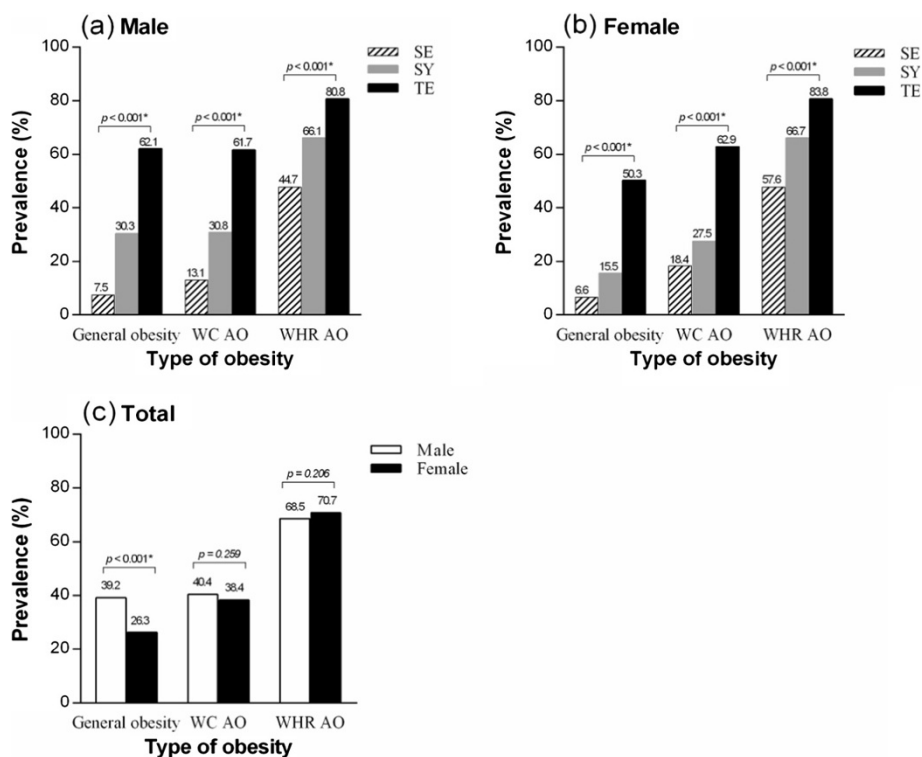 (a) Male
SE
SY
TE
Prevalence (%)
100
80
60
40
20
0
p < 0.001*
p < 0.001*
p < 0.001*
7.5
30.3
62.1
13.1
30.8
61.7
44.7
66.1
80.8
General obesity WC AO WHR AO
Type of obesity
(b) Female
SE
SY
TE
Prevalence (%)
100
80
60
40
20
0
p < 0.001*
p < 0.001*
p < 0.001*
6.6
15.5
50.3
18.4
27.5
62.9
57.6
66.7
83.8
General obesity WC AO WHR AO
Type of obesity
(c) Total
Male
Female
Prevalence (%)
100
80
60
40
20
0
p < 0.001*
p = 0.259
p = 0.206
39.2
26.3
40.4
38.4
68.5
70.7
General obesity WC AO WHR AO
Type of obesity